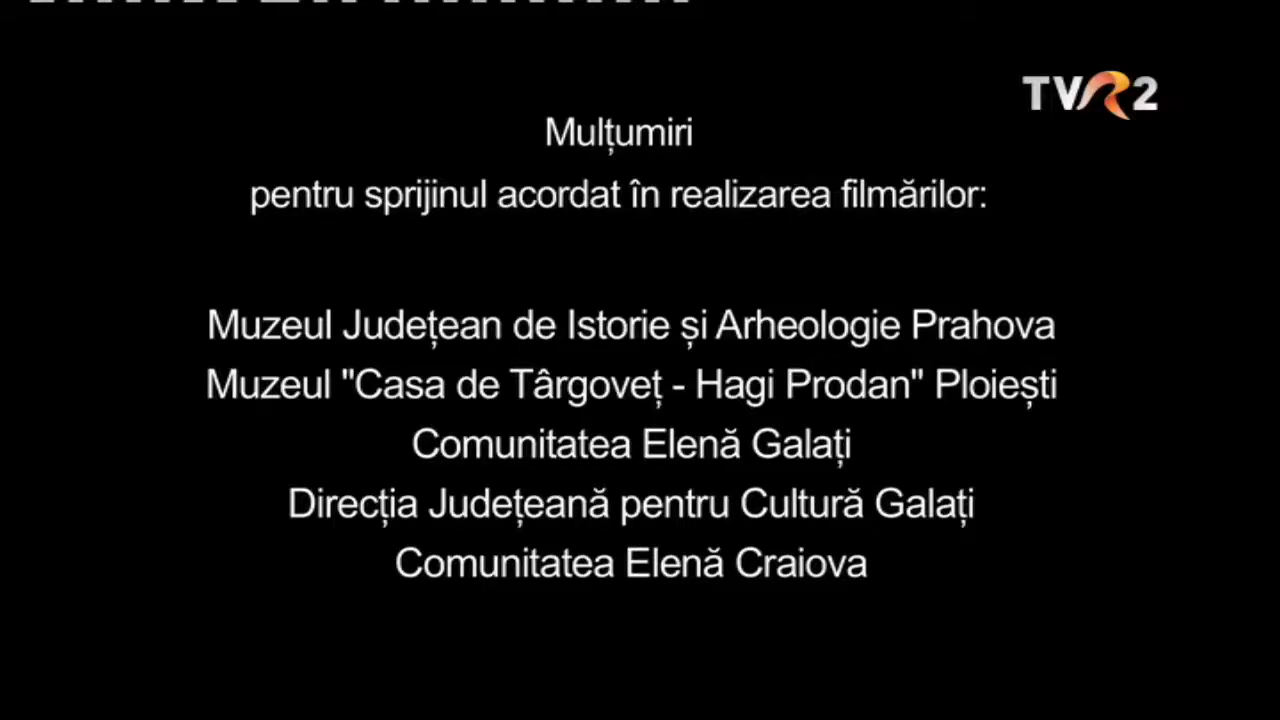 TVR2
Mulțumiri
pentru sprijinul acordat în realizarea filmărilor:
Muzeul Județean de Istorie și Arheologie Prahova
Muzeul "Casa de Târgoveț - Hagi Prodan" Ploiești
Comunitatea Elenă Galați
Direcția Județeană pentru Cultură Galați
Comunitatea Elenă Craiova